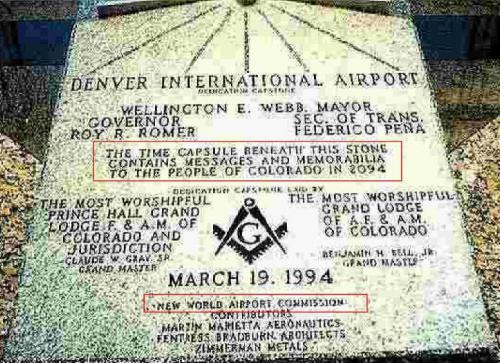 DENVER INTERNATIONAL AIRPORT
DEDICATION CAPSTONE
WELLINGTON E. WEBB, MAYOR
GOVERNOR SEC. OF TRANS.
ROY R. ROMER FEDERICO PEÑA
THE TIME CAPSULE BENEATH THIS STONE
CONTAINS MESSAGES AND MEMORABILIA
TO THE PEOPLE OF COLORADO IN 2094
DEDICATION CAPSTONE LAID BY
THE MOST WORSHIPFUL
PRINCE HALL GRAND
LODGE F. & A.M. OF
COLORADO AND
JURISDICTION
CLAUDE W. GRAY, SR.
GRAND MASTER
THE MOST WORSHIPFUL
GRAND LODGE
OF A.F. & A.M.
OF COLORADO
BENJAMIN H. BELL, JR.
GRAND MASTER
G
MARCH 19, 1994
NEW WORLD AIRPORT COMMISSION
CONTRIBUTORS
MARTIN MARIETTA AERONAUTICS
FENTRESS BRADBURN ARCHITECTS
ZIMMERMAN METALS